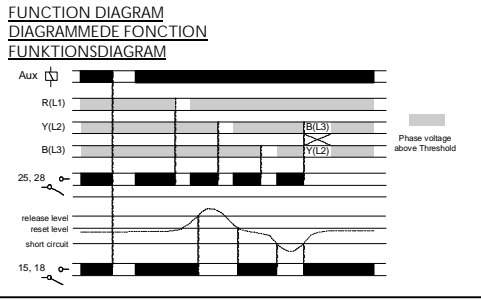 FUNCTION DIAGRAM
DIAGRAMMEDE FONCTION
FUNKTIONSDIAGRAM
Aux
R(L1)
Y(L2)
B(L3)
B(L3)
Y(L2)
Phase voltage
above Threshold
25, 28
release level
reset level
short circuit
15, 18